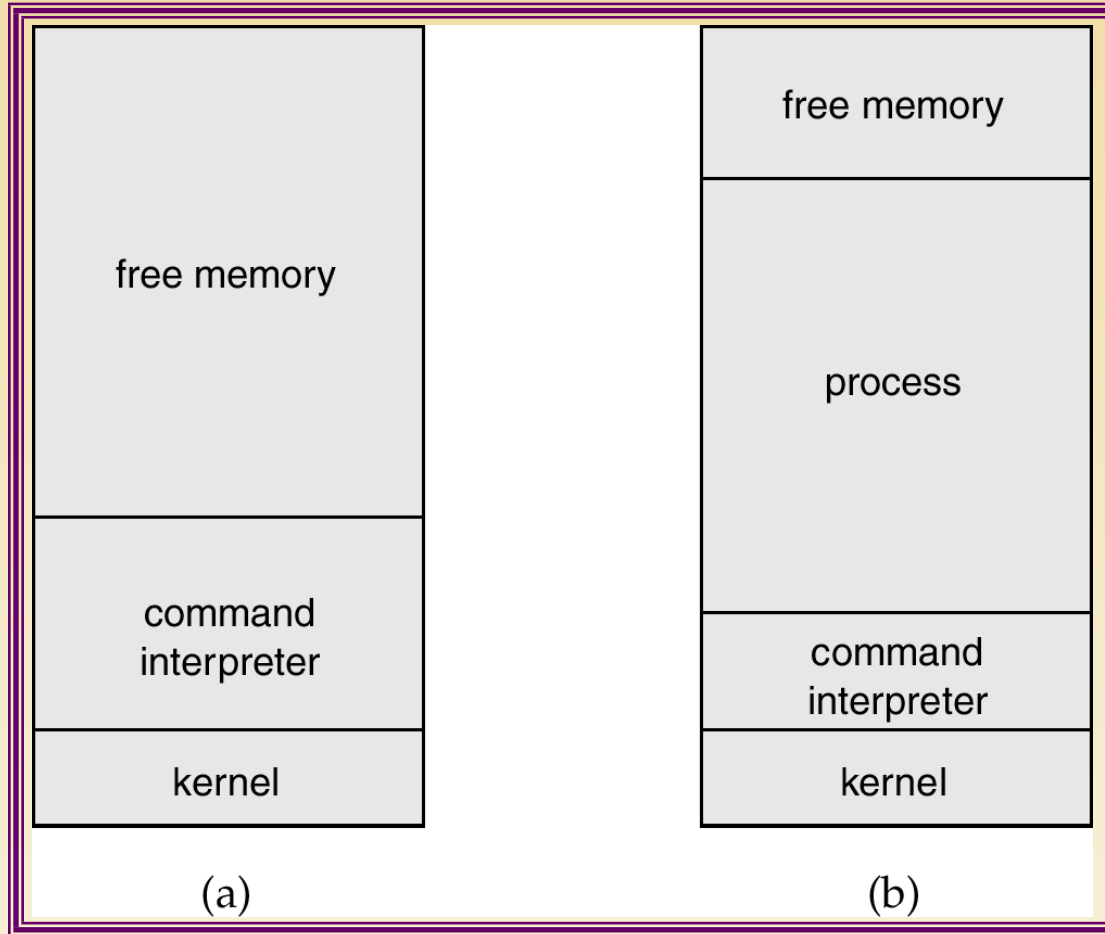 free memory
command
interpreter
kernel
(a)
free memory
process
command
interpreter
kernel
(b)